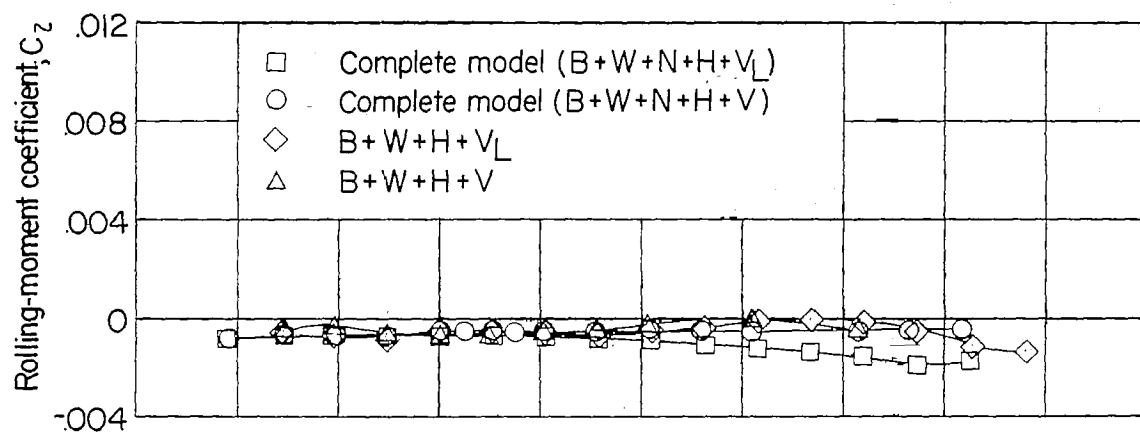 Rolling-moment coefficient, C_l
.012
.008
.004
0
-.004
Complete model (B+W+N+H+V_L)
Complete model (B+W+N+H+V)
B+W+H+V_L
B+W+H+V